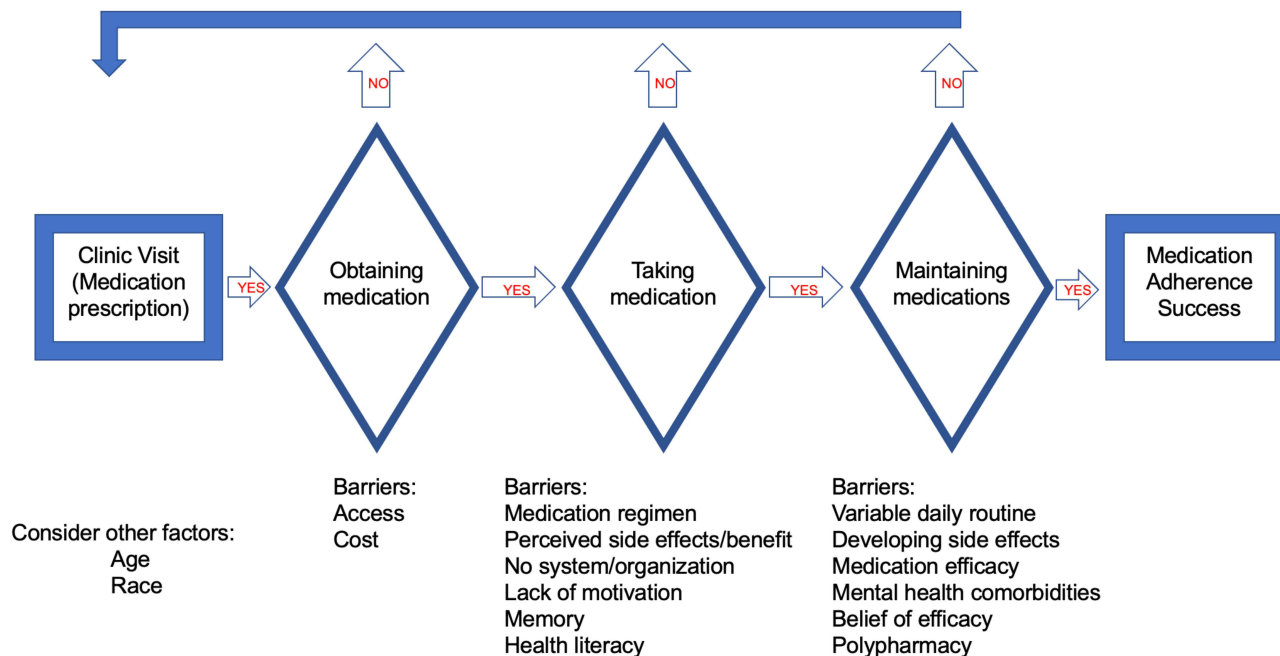 NO
NO
NO
Clinic Visit
(Medication
prescription)
YES
Obtaining
medication
YES
Taking
medication
YES
Maintaining
medications
YES
Medication
Adherence
Success
Consider other factors:
Age
Race
Barriers:
Access
Cost
Barriers:
Medication regimen
Perceived side effects/benefit
No system/organization
Lack of motivation
Memory
Health literacy
Barriers:
Variable daily routine
Developing side effects
Medication efficacy
Mental health comorbidities
Belief of efficacy
Polypharmacy